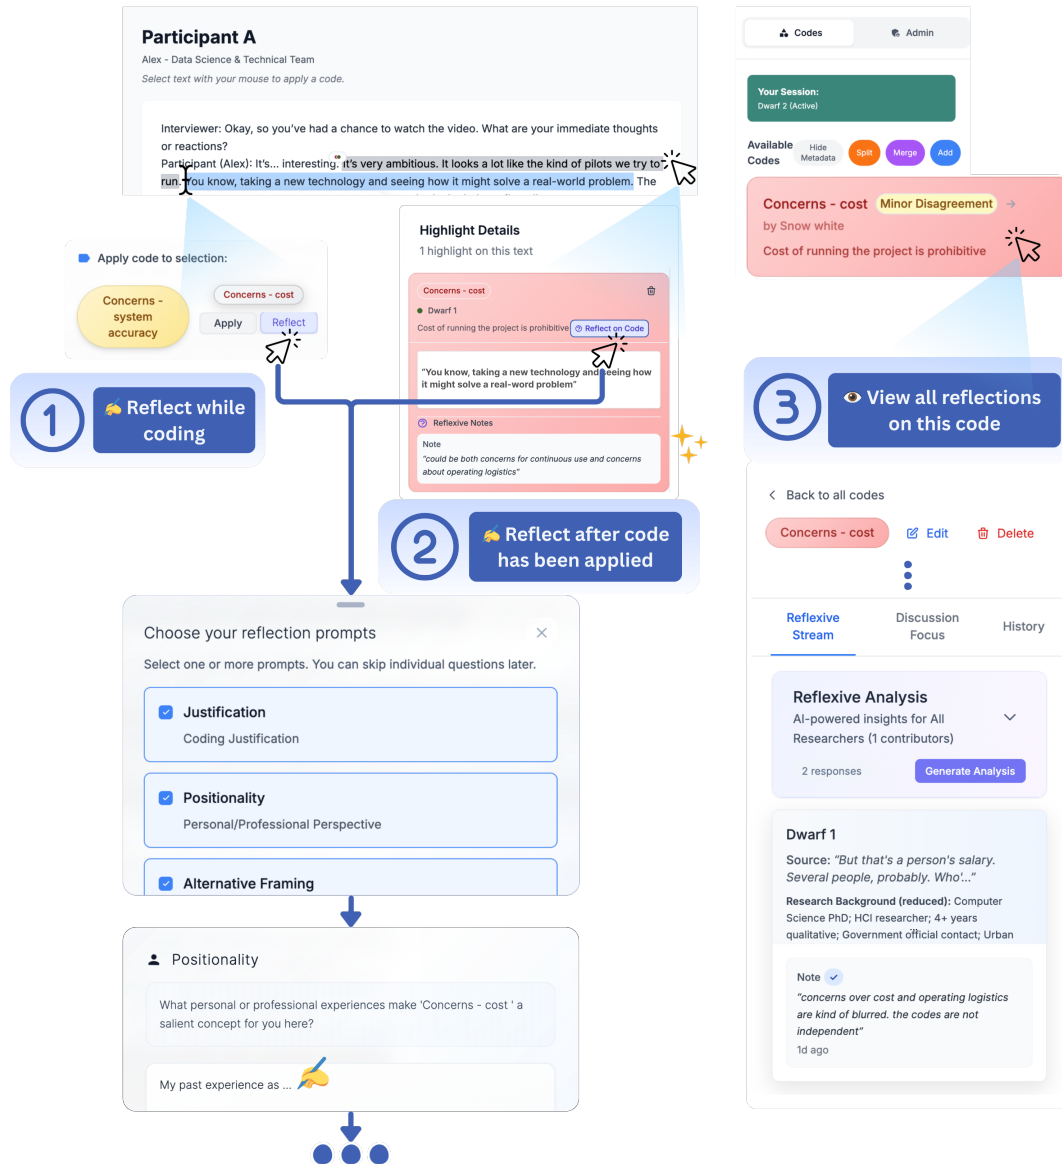 Participant A
Alex - Data Science & Technical Team
Select text with your mouse to apply a code.
Interviewer: Okay, so you've had a chance to watch the video. What are your immediate thoughts
or reactions?
Participant (Alex): It's... interesting. It's very ambitious. It looks a lot like the kind of pilots we try to
run. You know, taking a new technology and seeing how it might solve a real-world problem. The
Apply code to selection:
Concerns -
system
accuracy
Concerns - cost
Apply
Reflect
1
✍️ Reflect while
coding
Highlight Details
1 highlight on this text
Concerns - cost
Dwarf 1
Cost of running the project is prohibitive
Reflect on Code
"You know, taking a new technology and seeing how
it might solve a real-word problem"
Reflexive Notes
Note
"could be both concerns for continuous use and concerns
about operating logistics"
2
✍️ Reflect after code
has been applied
Choose your reflection prompts
Select one or more prompts. You can skip individual questions later.
Justification
Coding Justification
Positionality
Personal/Professional Perspective
Alternative Framing
Positionality
What personal or professional experiences make 'Concerns - cost ' a
salient concept for you here?
My past experience as ...
Codes
Admin
Your Session:
Dwarf 2 (Active)
Available
Codes
Hide
Metadata
Split
Merge
Add
Concerns - cost
Minor Disagreement →
by Snow white
Cost of running the project is prohibitive
3
👁️ View all reflections
on this code
Back to all codes
Concerns - cost
Edit
Delete
Reflexive
Stream
Discussion
Focus
History
Reflexive Analysis
AI-powered insights for All
Researchers (1 contributors)
2 responses
Generate Analysis
Dwarf 1
Source: "But that's a person's salary.
Several people, probably. Who'..."
Research Background (reduced): Computer
Science PhD; HCI researcher; 4+ years
qualitative; Government official contact; Urban
Note
"concerns over cost and operating logistics
are kind of blurred. the codes are not
independent"
1d ago